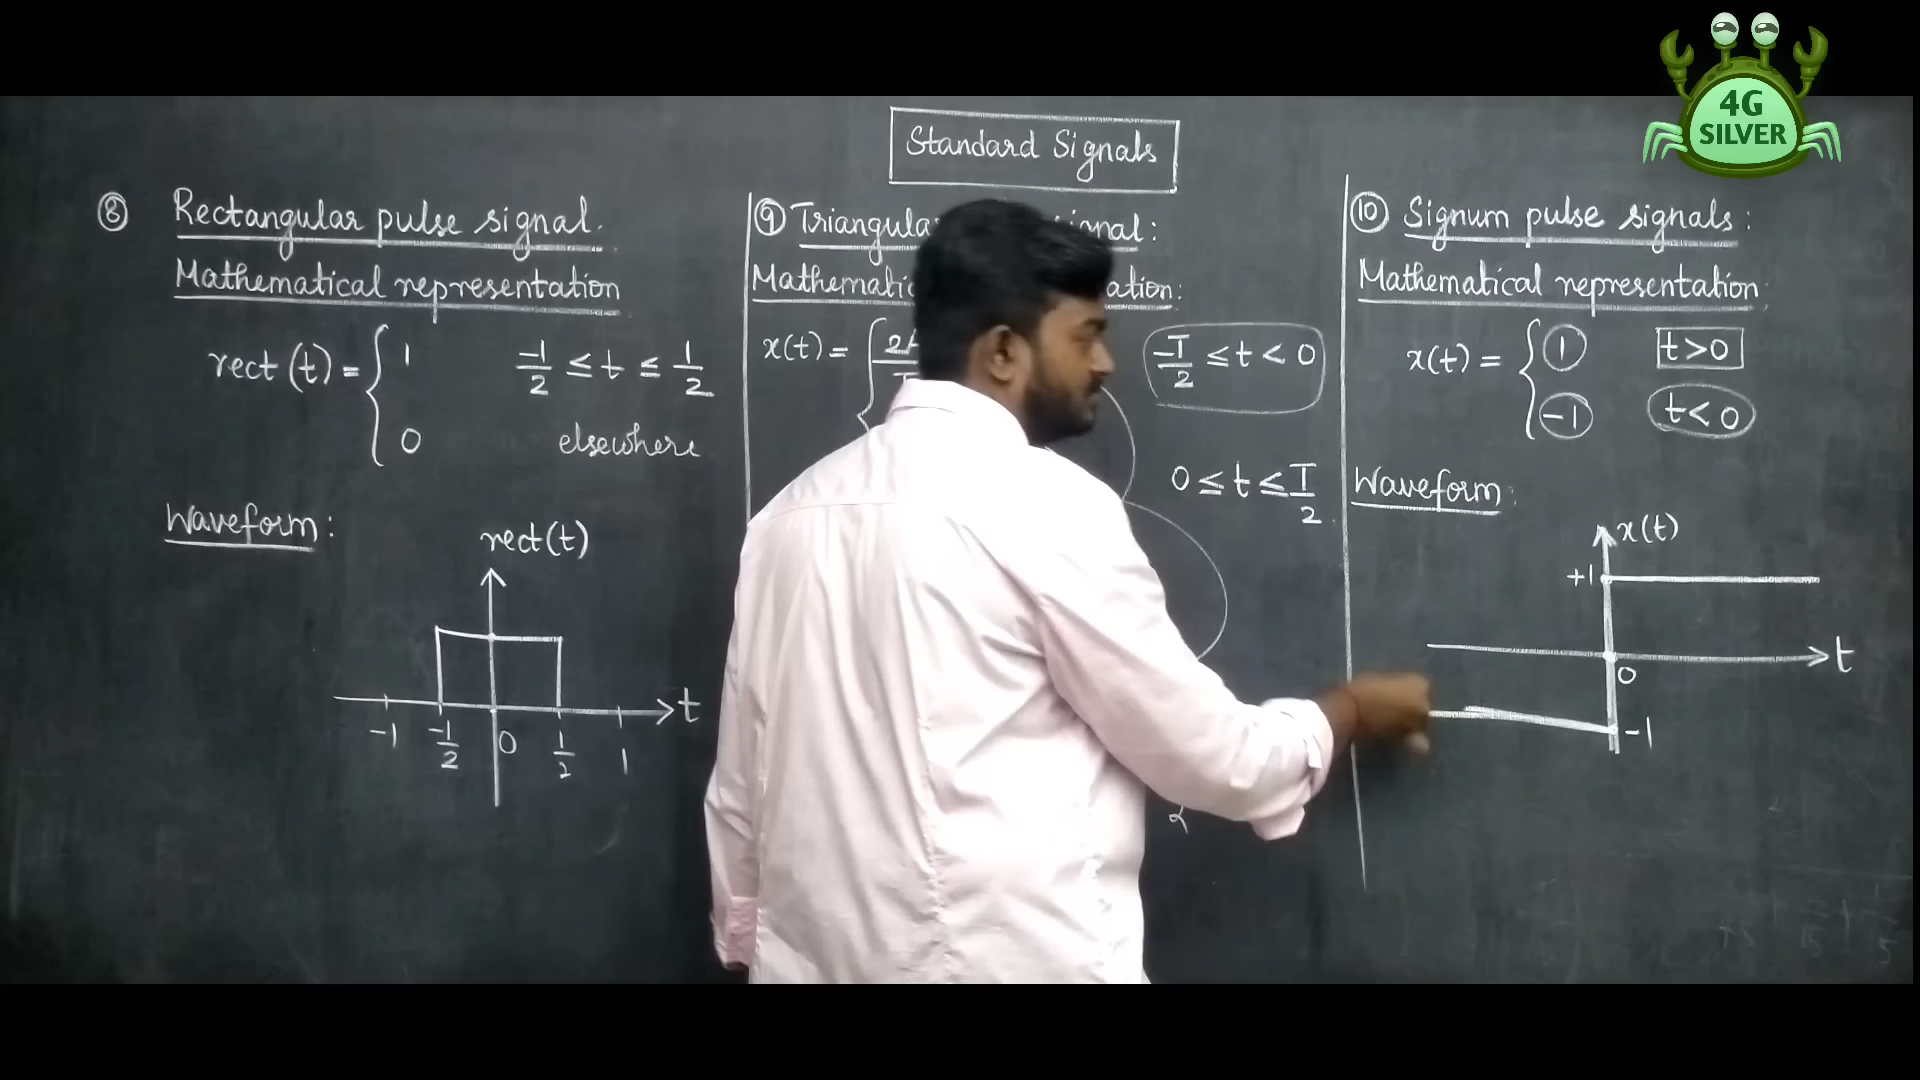 4G
SILVER
Standard Signals
⑧ Rectangular pulse signal.
Mathematical representation
rect(t) = { 1 -1/2 ≤ t ≤ 1/2
0 elsewhere
Waveform:
rect(t)
t
-1 -1/2 0 1/2 1
⑨
x(t) = {
-T/2 ≤ t < 0
0 ≤ t ≤ T/2
⑩ Signum pulse signals:
Mathematical representation:
x(t) = { 1 t>0
-1 t<0
Waveform:
x(t)
+1
t
0
-1